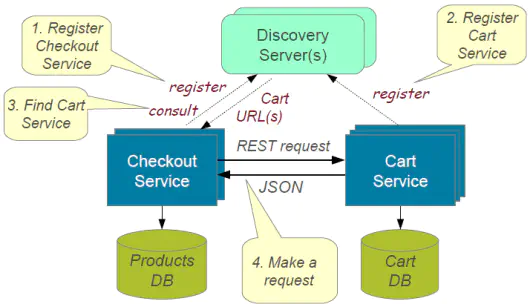 1. Register
Checkout
Service
Discovery
Server(s)
2. Register
Cart
Service
register
consult
Cart
URL(s)
register
3. Find Cart
Service
Checkout
Service
REST request
JSON
Cart
Service
Products
DB
4. Make a
request
Cart
DB